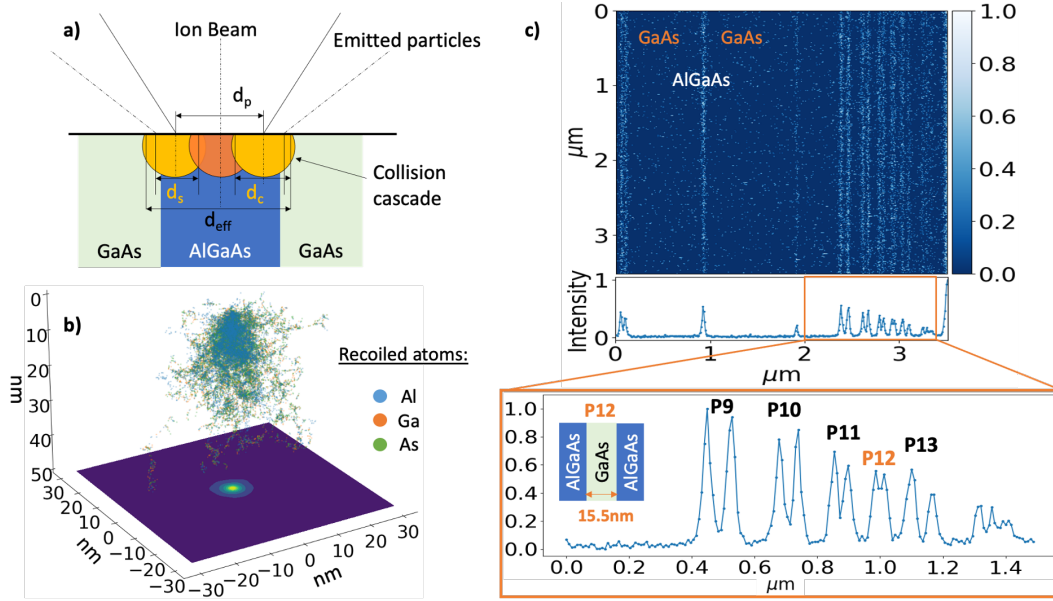 a)
Ion Beam
Emitted particles
dp
Collision
cascade
ds
dc
deff
GaAs
AlGaAs
GaAs
b)
0
10
20
30
40
50
nm
Recoiled atoms:
Al
Ga
As
30
20
10
0
−10
−20
−30
nm
−30
−20
−10
0
10
20
30
nm
c)
0
1
2
3
μm
GaAs
GaAs
AlGaAs
1.0
0.8
0.6
0.4
0.2
0.0
Intensity
1
0
0
1
2
3
μm
1.0
0.8
0.6
0.4
0.2
0.0
P12
AlGaAs
GaAs
AlGaAs
15.5nm
P9
P10
P11
P12
P13
0.0
0.2
0.4
0.6
0.8
1.0
1.2
1.4
μm